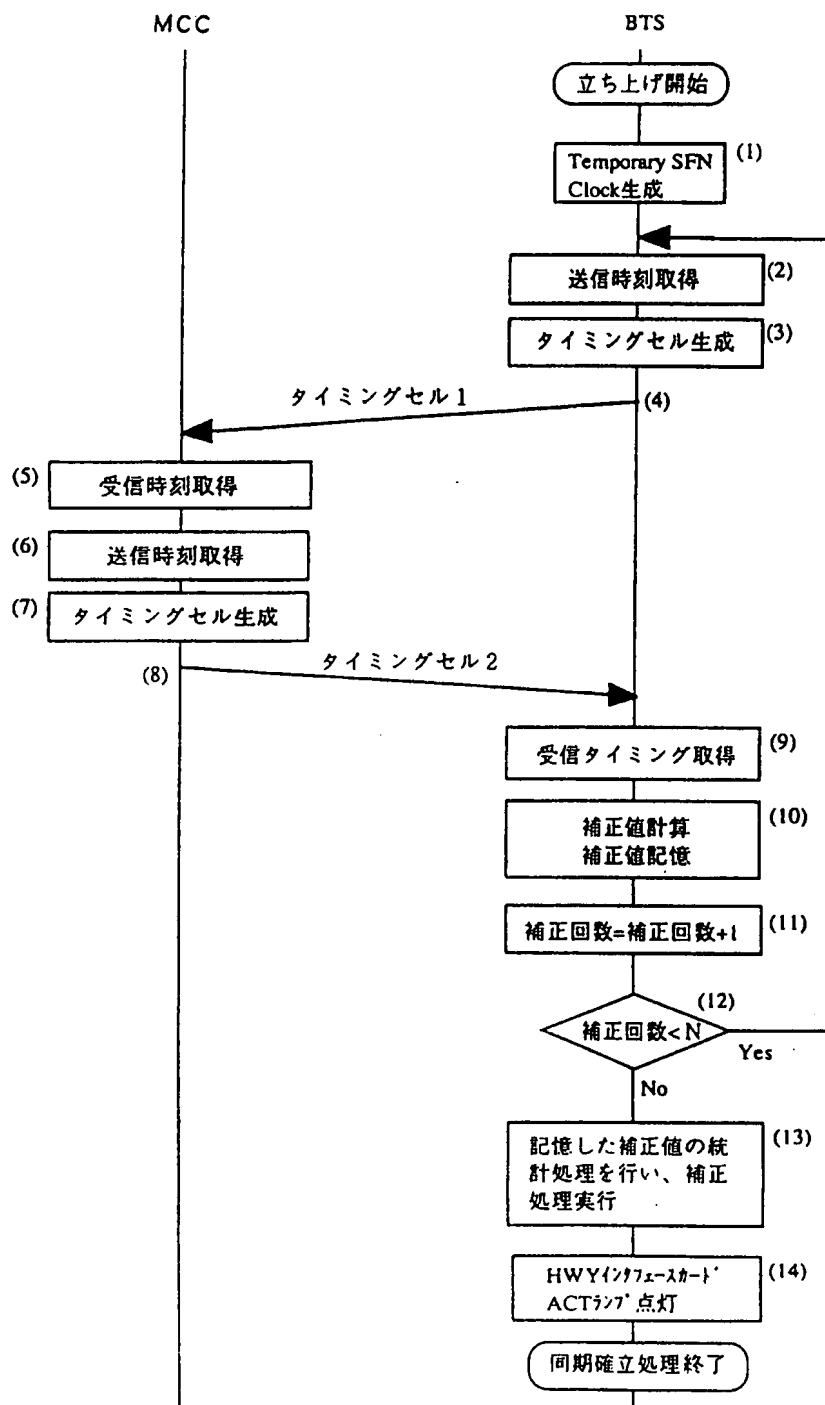 MCC
BTS
立ち上げ開始
(1)
Temporary SFN
Clock生成
送信時刻取得
(2)
タイミングセル生成
(3)
タイミングセル1
(4)
(5)
受信時刻取得
(6)
送信時刻取得
(7)
タイミングセル生成
(8)
タイミングセル2
受信タイミング取得
(9)
補正値計算
補正値記憶
(10)
補正回数=補正回数+1
(11)
(12)
補正回数<N
Yes
No
記憶した補正値の統
計処理を行い、補正
処理実行
(13)
HWYインタフェースカード
ACTランプ点灯
(14)
同期確立処理終了